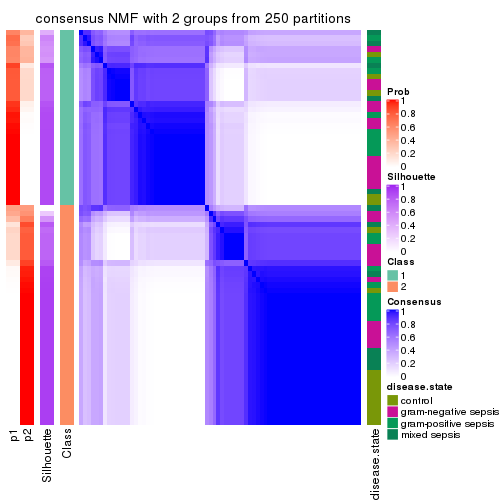 consensus NMF with 2 groups from 250 partitions
Prob
1
0.8
0.6
0.4
0.2
0
Silhouette
1
0.8
0.6
0.4
0.2
0
Class
1
2
Consensus
1
0.8
0.6
0.4
0.2
0
disease.state
control
gram-negative sepsis
gram-positive sepsis
mixed sepsis
p1
p2
Silhouette
Class
disease.state